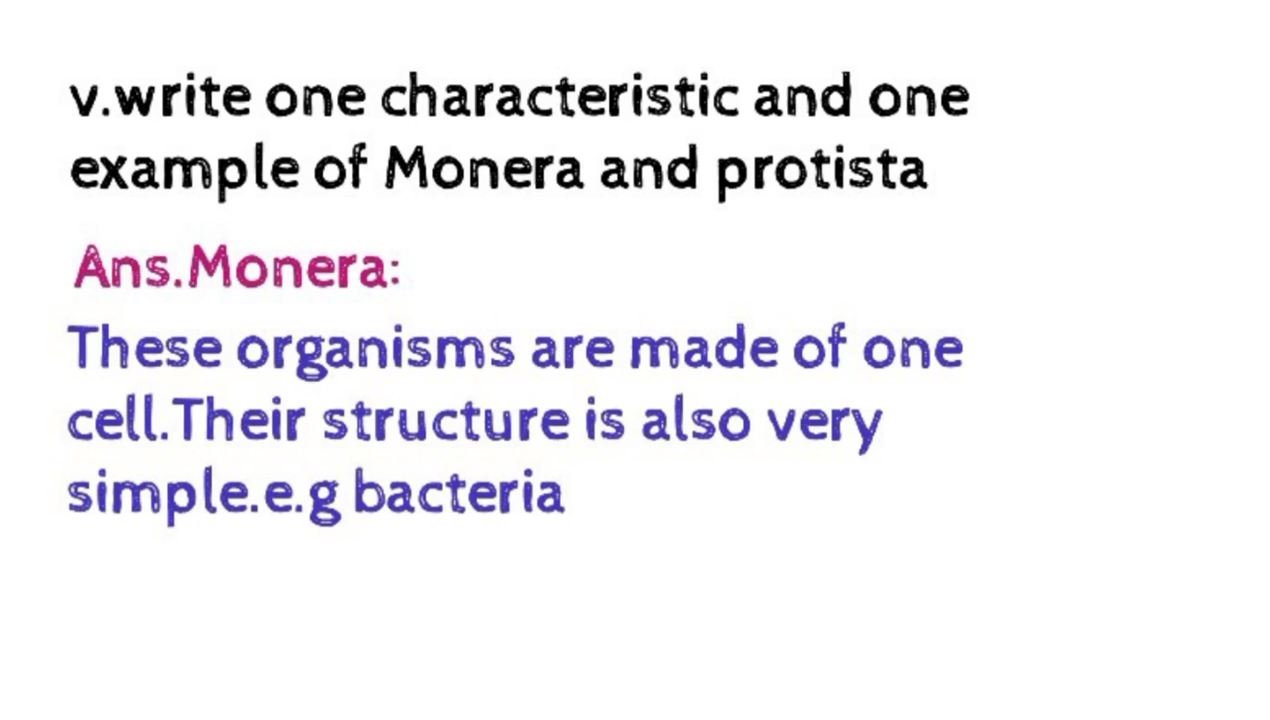 v.write one characteristic and one
example of Monera and protista
Ans.Monera:
These organisms are made of one
cell.Their structure is also very
simple.e.g bacteria